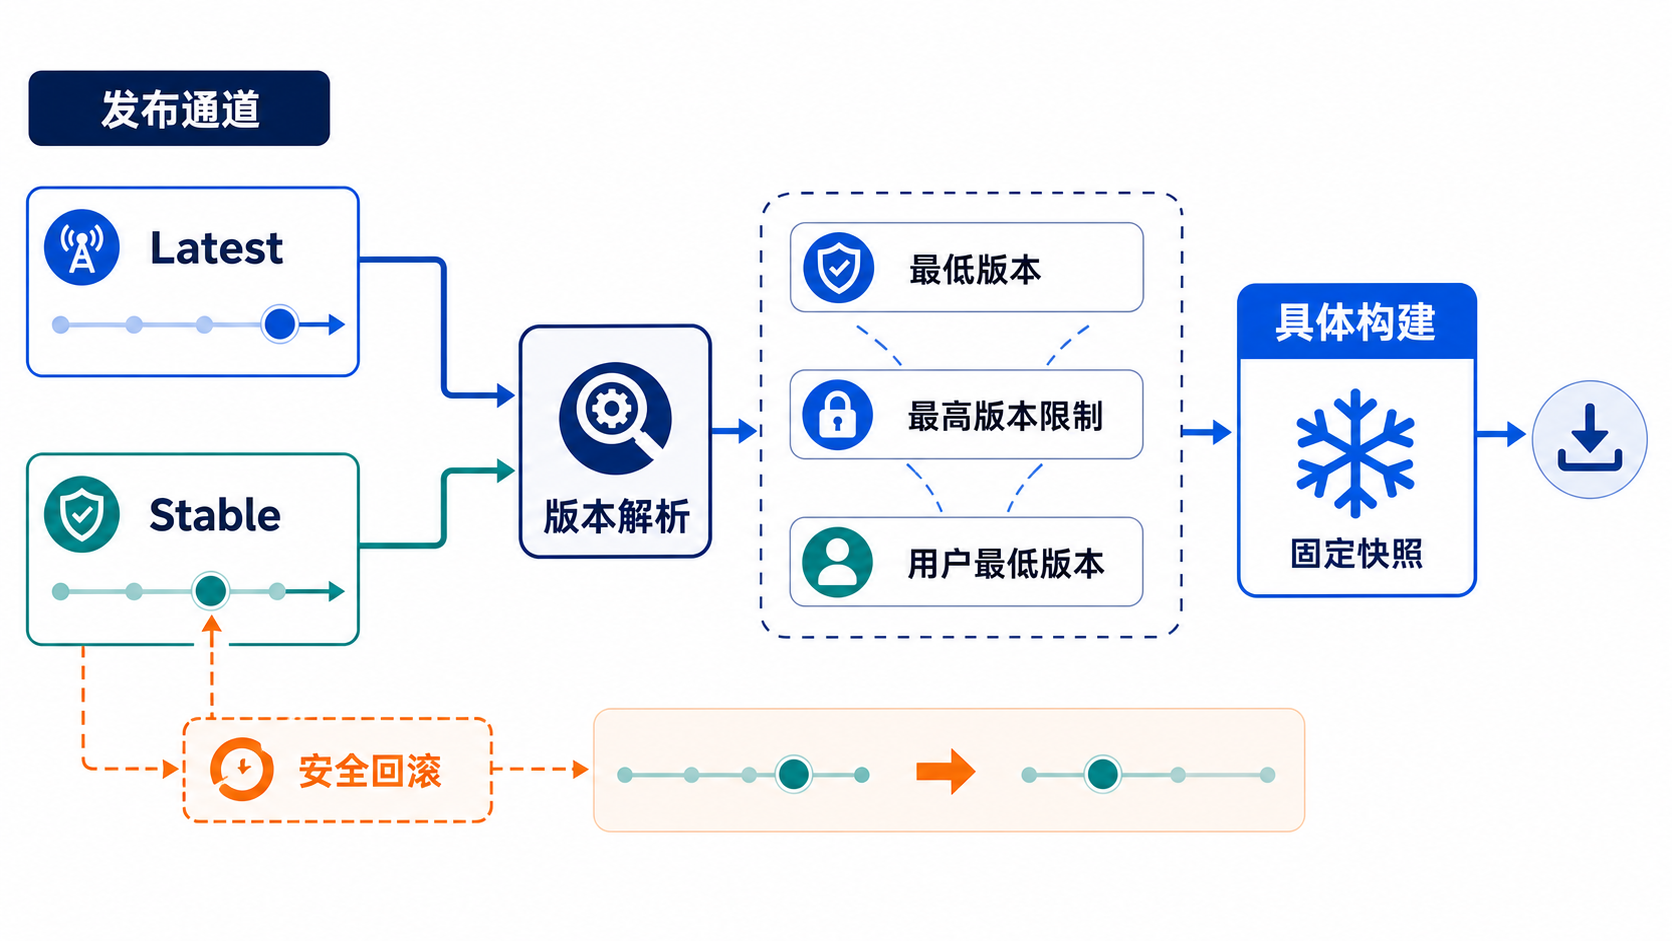 发布通道
Latest
Stable
版本解析
最低版本
最高版本限制
用户最低版本
具体构建
固定快照
安全回滚